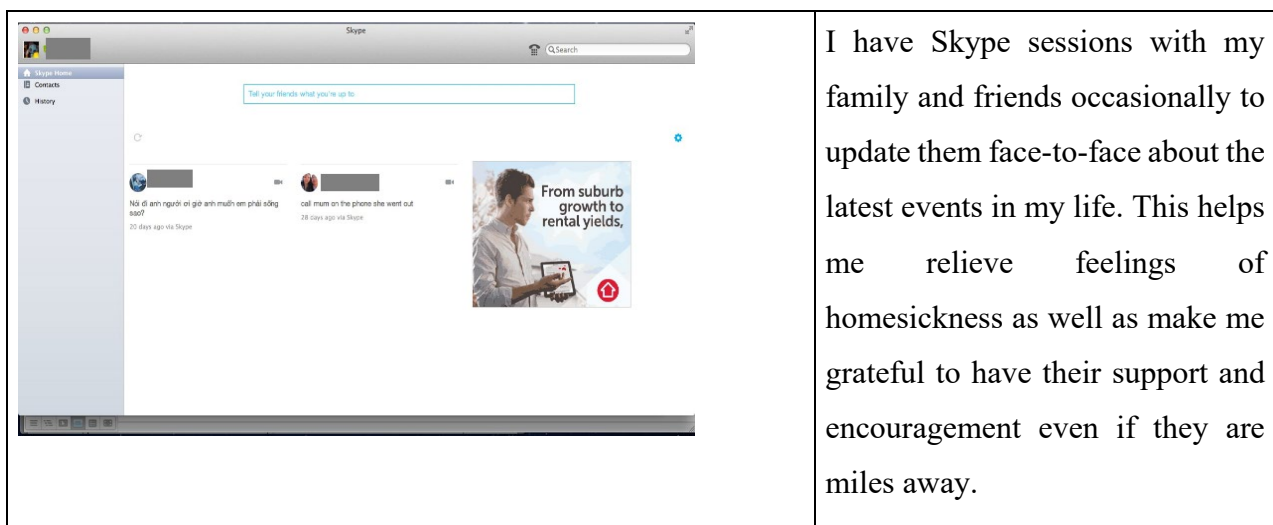 Skype
Search
Skype Home
Contacts
History
Tell your friends what you're up to
Nói đi anh người ơi giờ anh muốn em phải sống
sao?
20 days ago via Skype
call mum on the phone she went out
28 days ago via Skype
From suburb
growth to
rental yields,
I have Skype sessions with my
family and friends occasionally to
update them face-to-face about the
latest events in my life. This helps
me relieve feelings of
homesickness as well as make me
grateful to have their support and
encouragement even if they are
miles away.